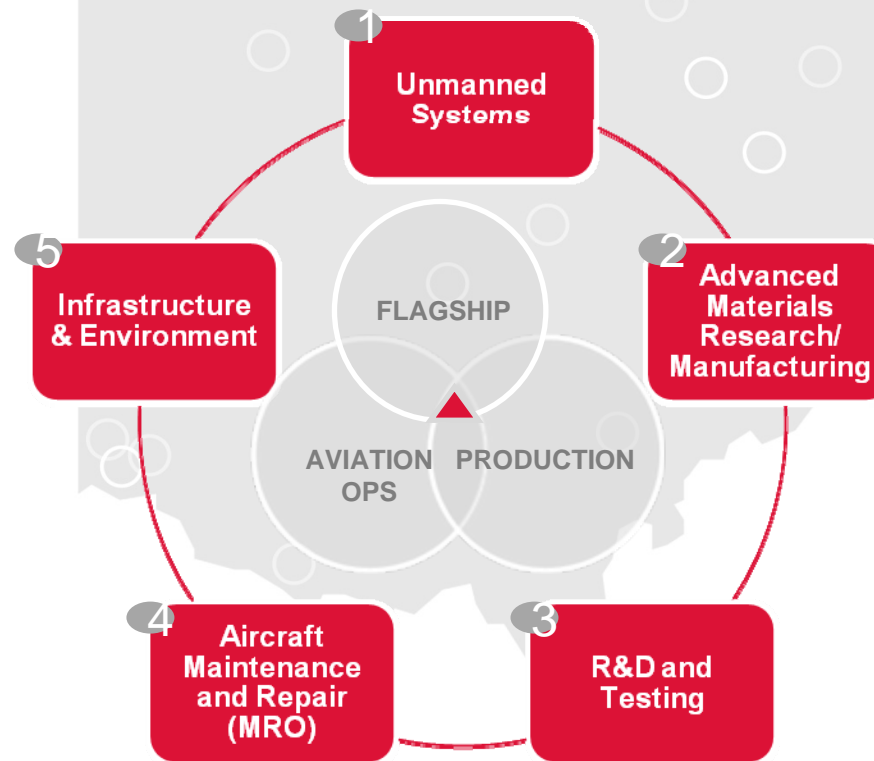 1
Unmanned
Systems
2
Advanced
Materials
Research/
Manufacturing
3
R&D and
Testing
4
Aircraft
Maintenance
and Repair
(MRO)
5
Infrastructure
& Environment
FLAGSHIP
AVIATION
OPS
PRODUCTION